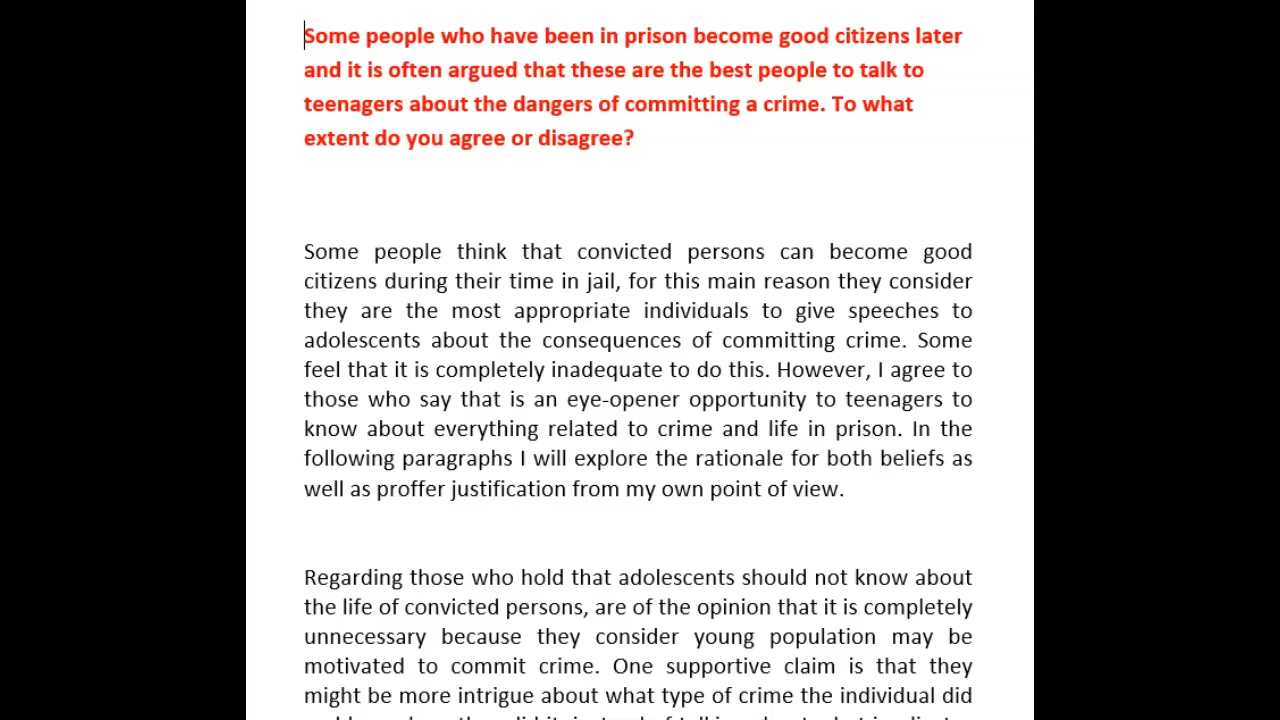 Some people who have been in prison become good citizens later
and it is often argued that these are the best people to talk to
teenagers about the dangers of committing a crime. To what
extent do you agree or disagree?
Some people think that convicted persons can become good
citizens during their time in jail, for this main reason they consider
they are the most appropriate individuals to give speeches to
adolescents about the consequences of committing crime. Some
feel that it is completely inadequate to do this. However, I agree to
those who say that is an eye-opener opportunity to teenagers to
know about everything related to crime and life in prison. In the
following paragraphs I will explore the rationale for both beliefs as
well as proffer justification from my own point of view.
Regarding those who hold that adolescents should not know about
the life of convicted persons, are of the opinion that it is completely
unnecessary because they consider young population may be
motivated to commit crime. One supportive claim is that they
might be more intrigue about what type of crime the individual did